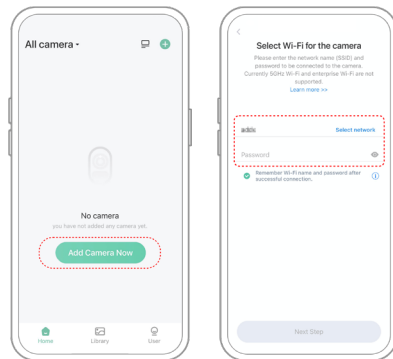 All camera
No camera
you have not added any camera yet.
Add Camera Now
Home
Library
User
Select Wi-Fi for the camera
Please enter the network name (SSID) and
password to be connected to the camera.
Currently 5GHz Wi-Fi and enterprise Wi-Fi are not
supported.
Learn more >>
Select network
Password
Remember Wi-Fi name and password after
successful connection.
Next Step